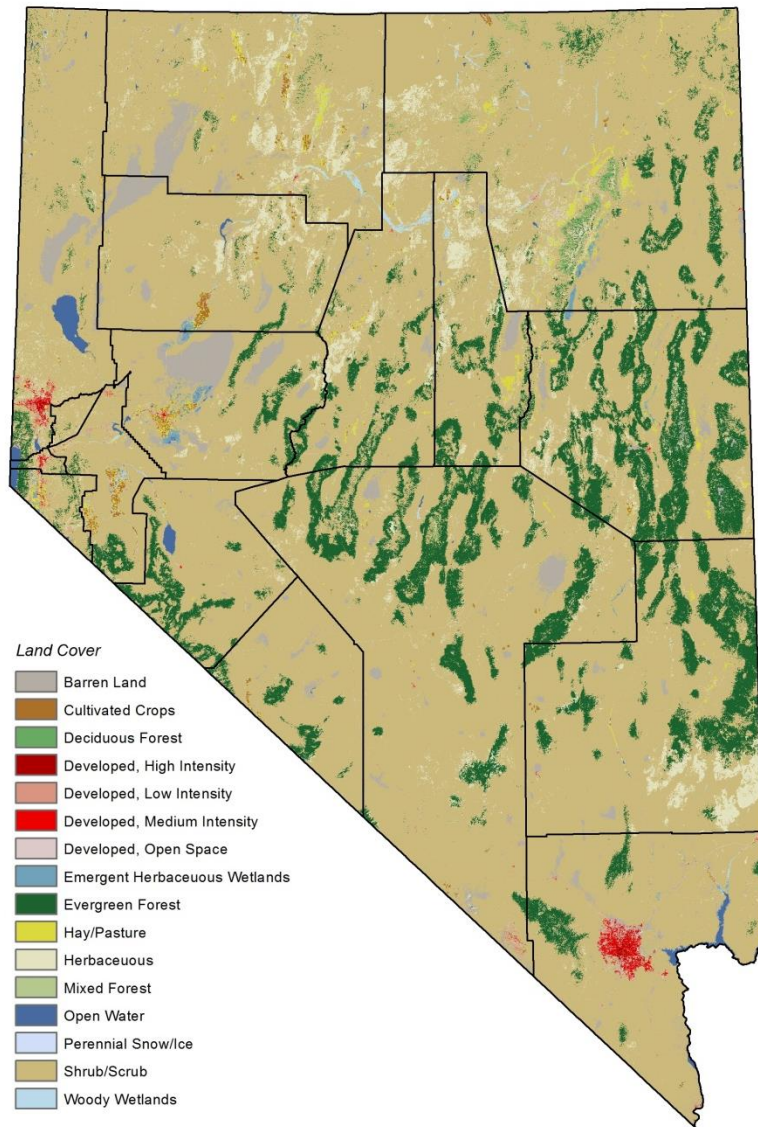 Land Cover
Barren Land
Cultivated Crops
Deciduous Forest
Developed, High Intensity
Developed, Low Intensity
Developed, Medium Intensity
Developed, Open Space
Emergent Herbaceuous Wetlands
Evergreen Forest
Hay/Pasture
Herbaceuous
Mixed Forest
Open Water
Perennial Snow/Ice
Shrub/Scrub
Woody Wetlands